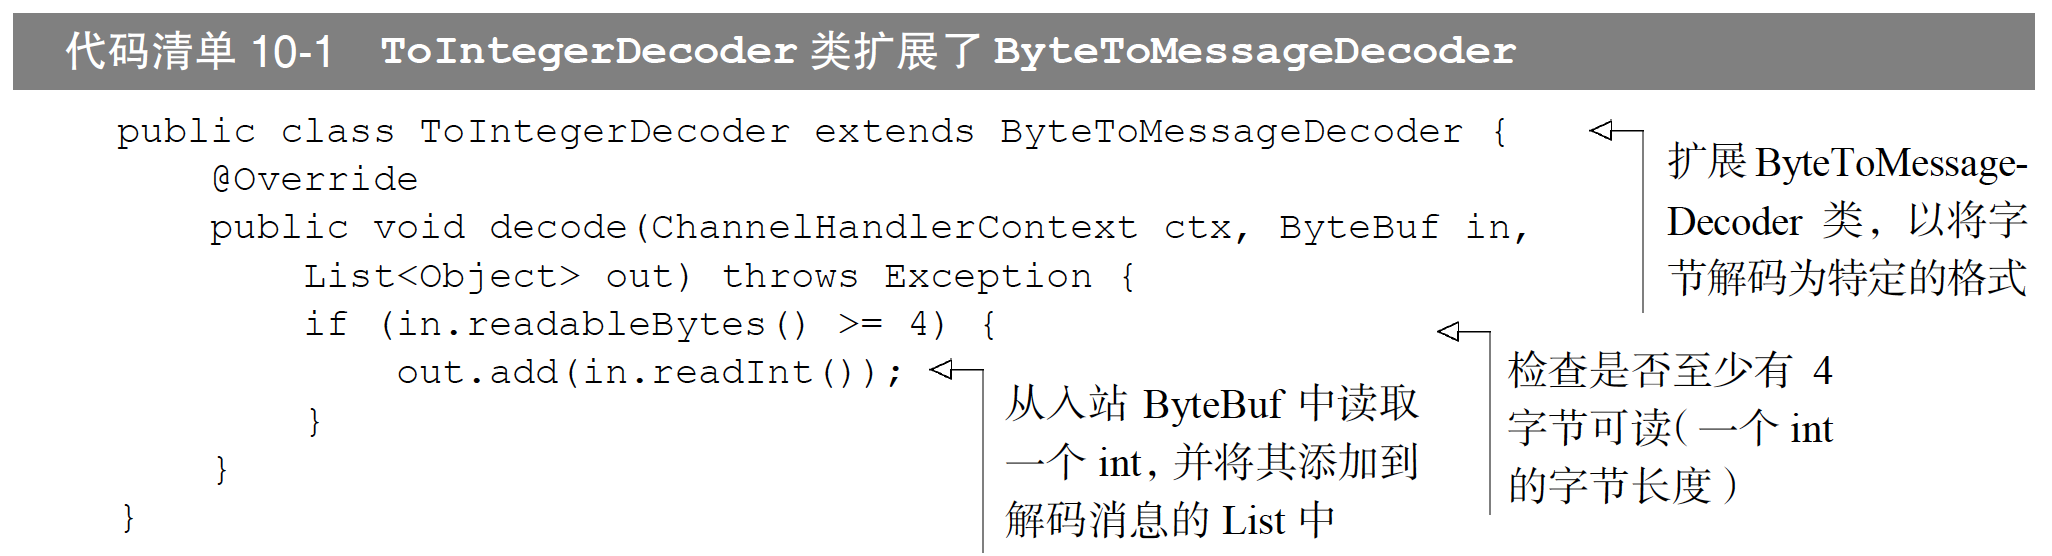 代码清单 10-1 ToIntegerDecoder 类扩展了 ByteToMessageDecoder
public class ToIntegerDecoder extends ByteToMessageDecoder {
@Override
public void decode(ChannelHandlerContext ctx, ByteBuf in,
List<Object> out) throws Exception {
if (in.readableBytes() >= 4) {
out.add(in.readInt());
}
}
}
扩展 ByteToMessage-
Decoder 类，以将字
节解码为特定的格式
检查是否至少有 4
字节可读（一个 int
的字节长度）
从入站 ByteBuf 中读取
一个 int，并将其添加到
解码消息的 List 中